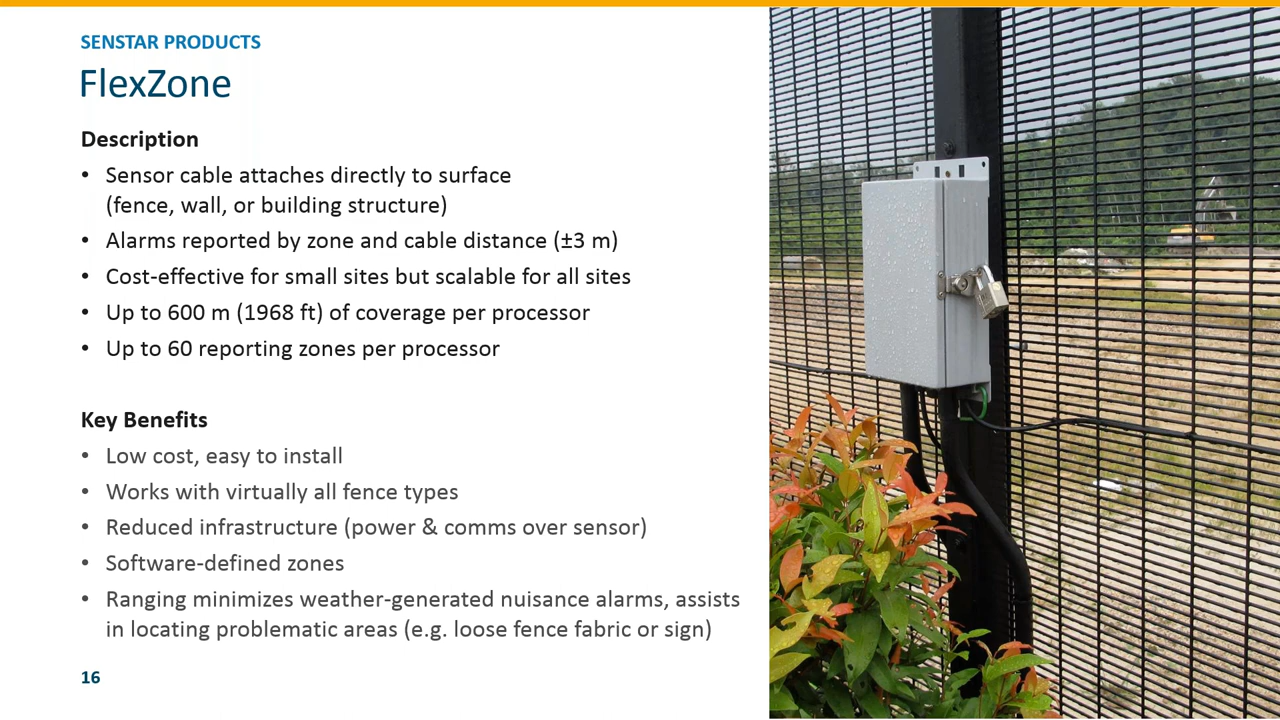 SENSTAR PRODUCTS
FlexZone
Description
• Sensor cable attaches directly to surface
(fence, wall, or building structure)
• Alarms reported by zone and cable distance (±3 m)
• Cost-effective for small sites but scalable for all sites
• Up to 600 m (1968 ft) of coverage per processor
• Up to 60 reporting zones per processor
Key Benefits
• Low cost, easy to install
• Works with virtually all fence types
• Reduced infrastructure (power & comms over sensor)
• Software-defined zones
• Ranging minimizes weather-generated nuisance alarms, assists
in locating problematic areas (e.g. loose fence fabric or sign)
16